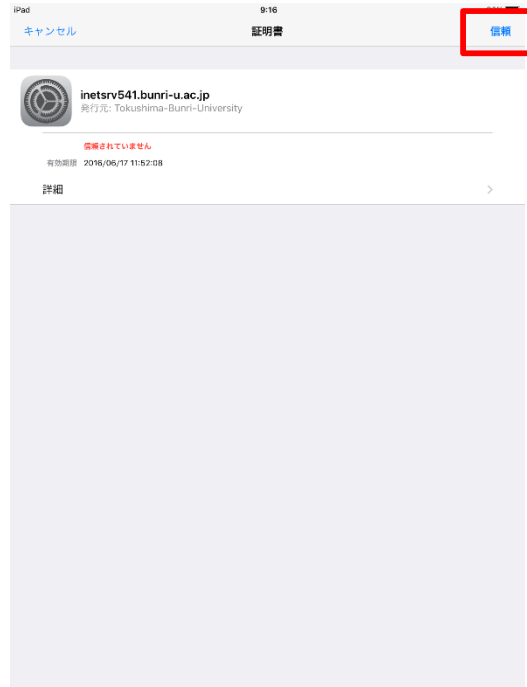 iPad 9:16
キャンセル 証明書 信頼
inetsrv541.bunri-u.ac.jp
発行元: Tokushima-Bunri-University
信頼されていません
有効期限 2016/06/17 11:52:08
詳細